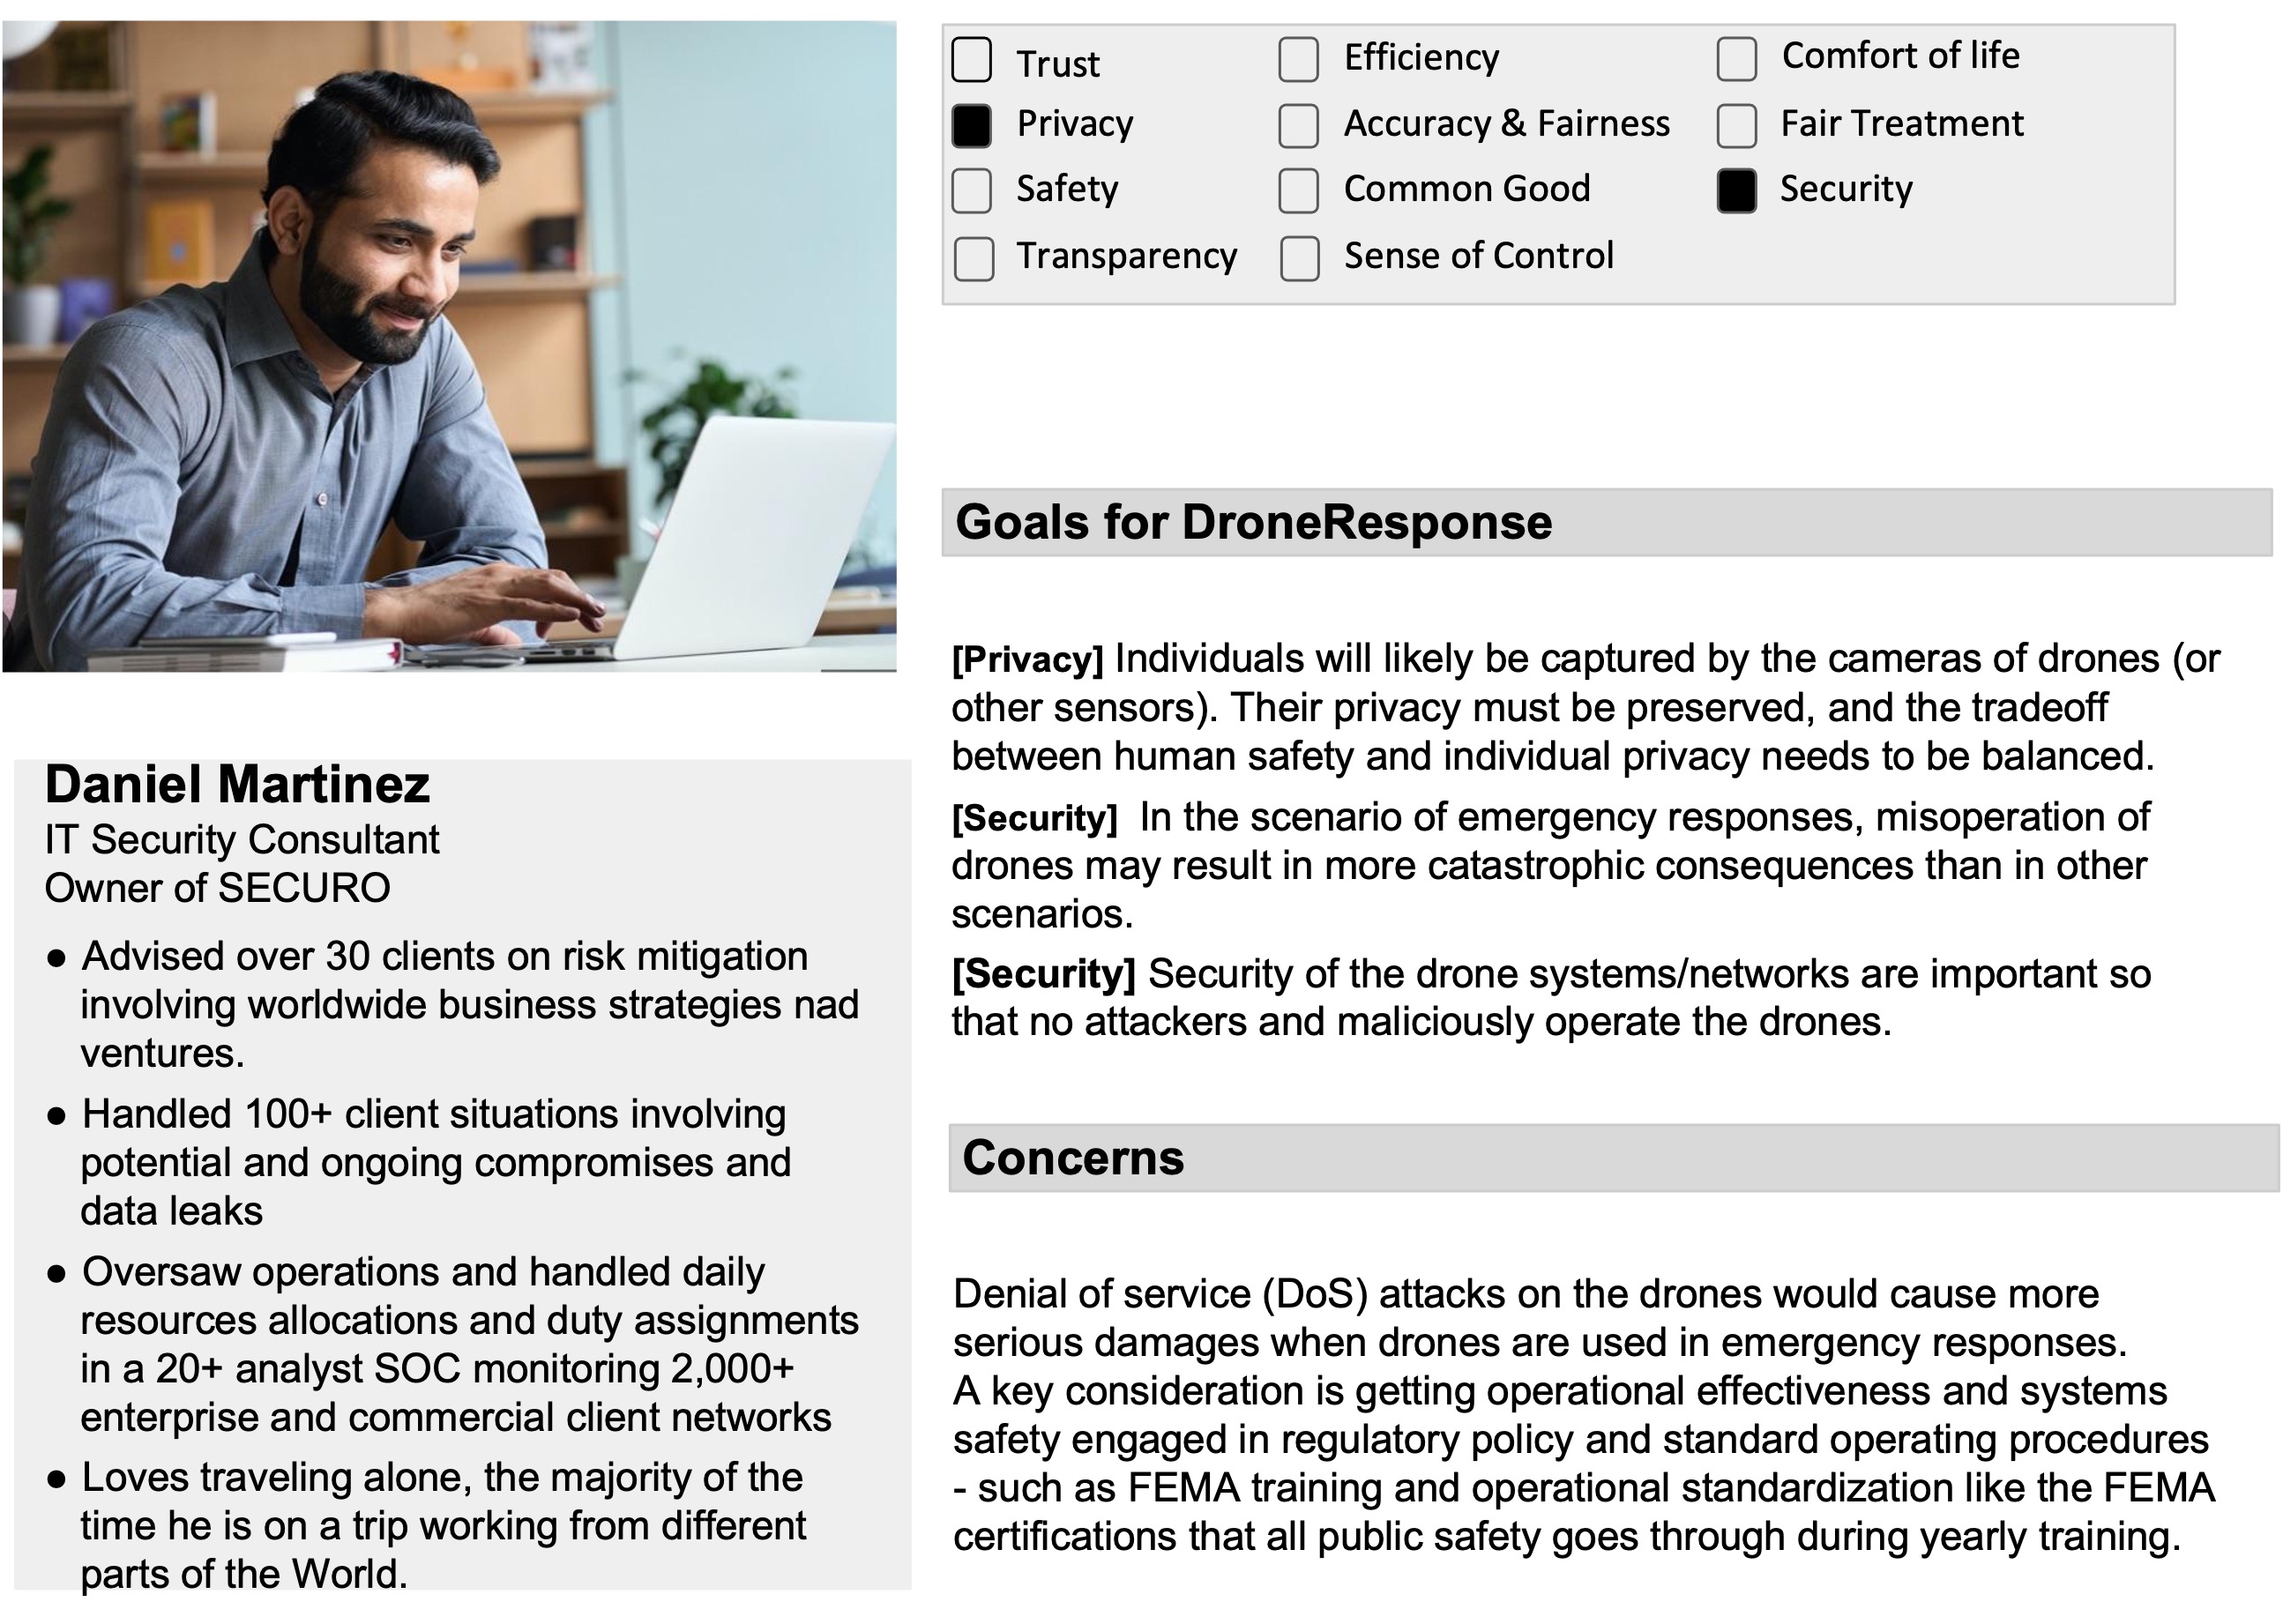 Trust
Efficiency
Comfort of life
Privacy
Accuracy & Fairness
Fair Treatment
Safety
Common Good
Security
Transparency
Sense of Control
Daniel Martinez
IT Security Consultant
Owner of SECURO
● Advised over 30 clients on risk mitigation
involving worldwide business strategies nad
ventures.
● Handled 100+ client situations involving
potential and ongoing compromises and
data leaks
● Oversaw operations and handled daily
resources allocations and duty assignments
in a 20+ analyst SOC monitoring 2,000+
enterprise and commercial client networks
● Loves traveling alone, the majority of the
time he is on a trip working from different
parts of the World.
Goals for DroneResponse
[Privacy] Individuals will likely be captured by the cameras of drones (or
other sensors). Their privacy must be preserved, and the tradeoff
between human safety and individual privacy needs to be balanced.
[Security] In the scenario of emergency responses, misoperation of
drones may result in more catastrophic consequences than in other
scenarios.
[Security] Security of the drone systems/networks are important so
that no attackers and maliciously operate the drones.
Concerns
Denial of service (DoS) attacks on the drones would cause more
serious damages when drones are used in emergency responses.
A key consideration is getting operational effectiveness and systems
safety engaged in regulatory policy and standard operating procedures
- such as FEMA training and operational standardization like the FEMA
certifications that all public safety goes through during yearly training.